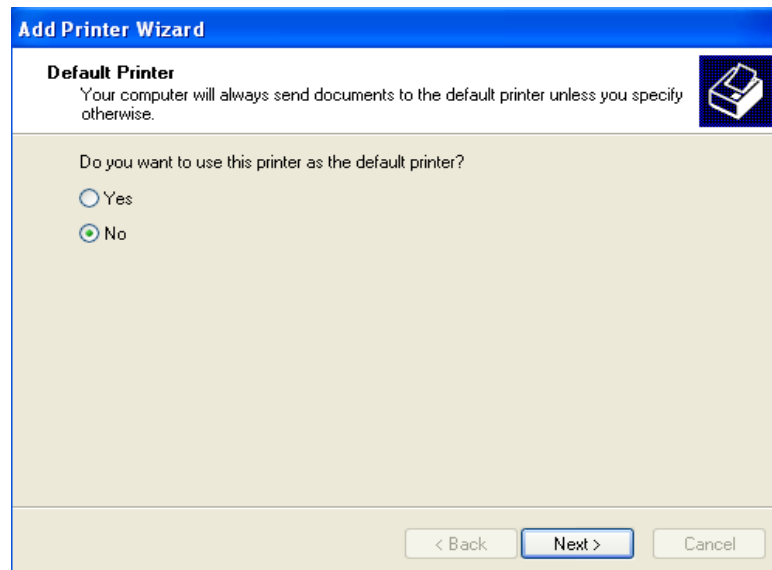 Add Printer Wizard
Default Printer
Your computer will always send documents to the default printer unless you specify
otherwise.
Do you want to use this printer as the default printer?
Yes
No
< Back
Next >
Cancel